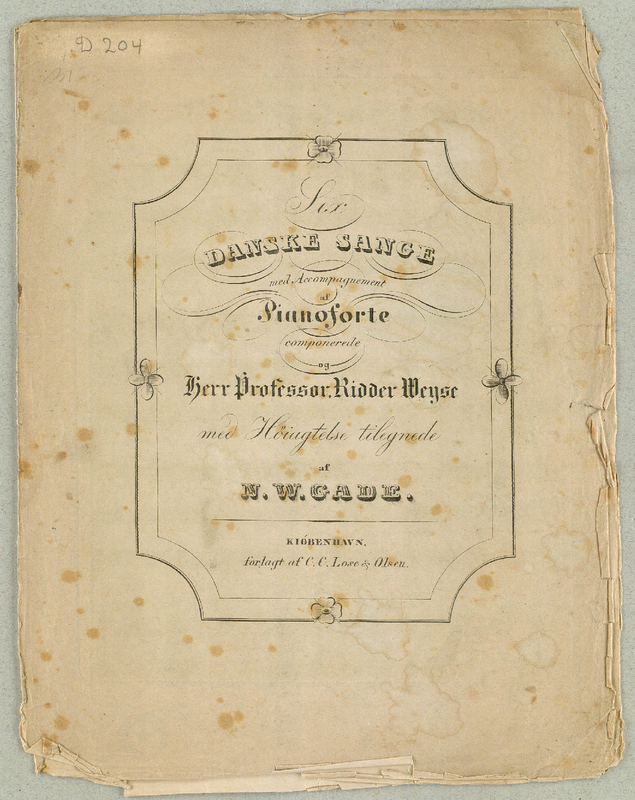 D 204
Sex
DANSKE SANGE
med Accompagnement
af
Pianoforte
componerede
og
Herr Professor, Ridder Weyse
med Høiagtelse tilegnede
af
N. W. GADE.
KIÖBENHAVN.
forlagt af C. C. Lose & Olsen.